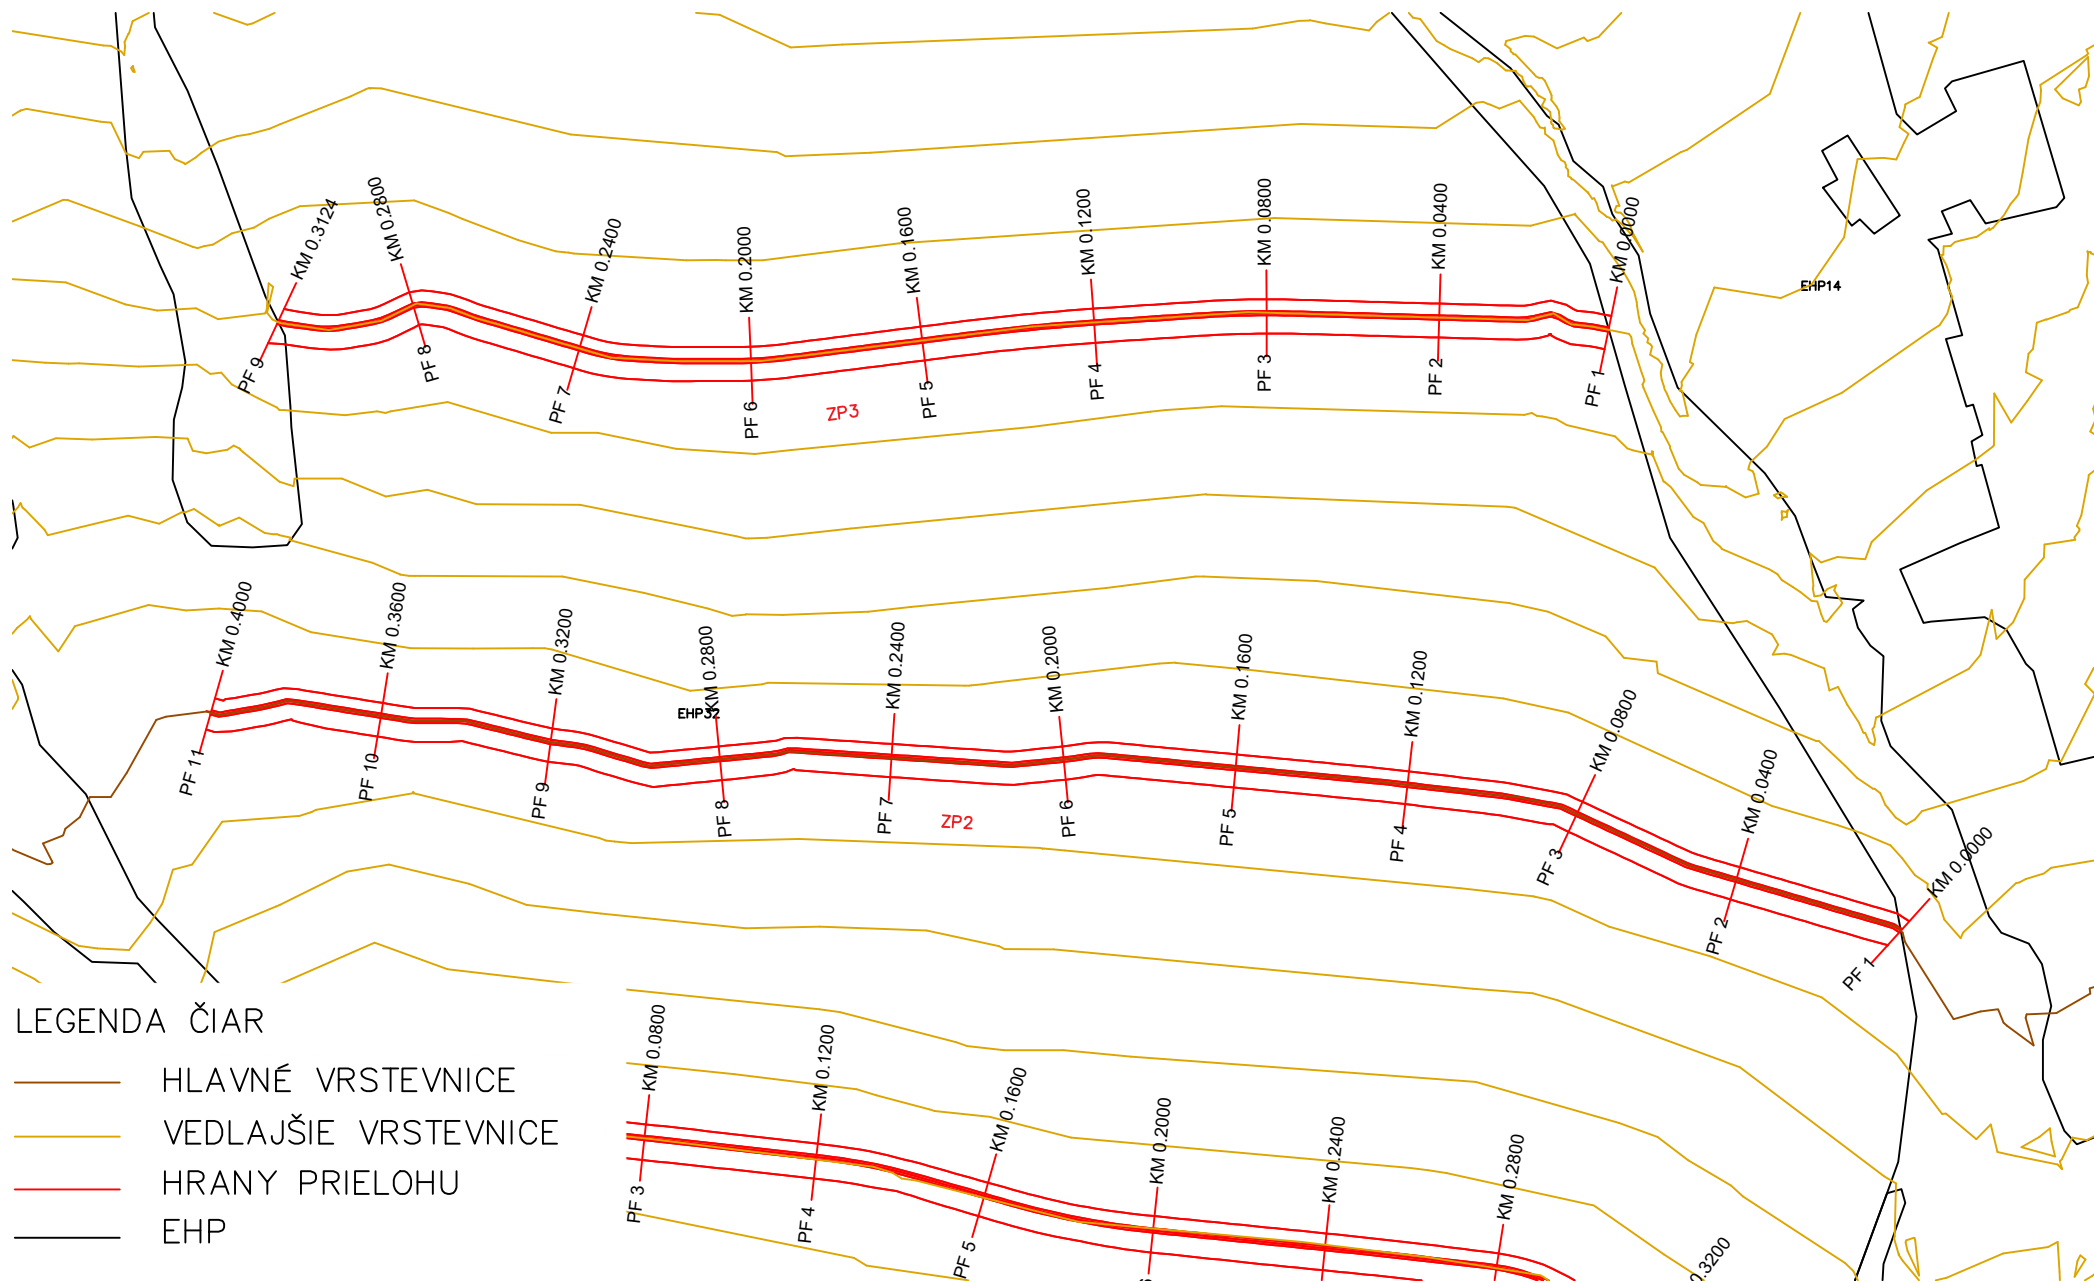 KM 0.3124
KM 0.2800
KM 0.2400
KM 0.2000
KM 0.1600
KM 0.1200
KM 0.0800
KM 0.0400
KM 0.0000
EHP14
PF 9
PF 8
PF 7
PF 6
ZP3
PF 5
PF 4
PF 3
PF 2
PF 1
KM 0.4000
KM 0.3600
KM 0.3200
KM 0.2800
KM 0.2400
KM 0.2000
KM 0.1600
KM 0.1200
KM 0.0800
KM 0.0400
KM 0.0000
EHP32
PF 11
PF 10
PF 9
PF 8
PF 7
ZP2
PF 6
PF 5
PF 4
PF 3
PF 2
PF 1
LEGENDA ČIAR
HLAVNÉ VRSTEVNICE
VEDLAJŠIE VRSTEVNICE
HRANY PRIELOHU
EHP
KM 0.0800
KM 0.1200
KM 0.1600
KM 0.2000
KM 0.2400
KM 0.2800
0.3200
PF 3
PF 4
PF 5